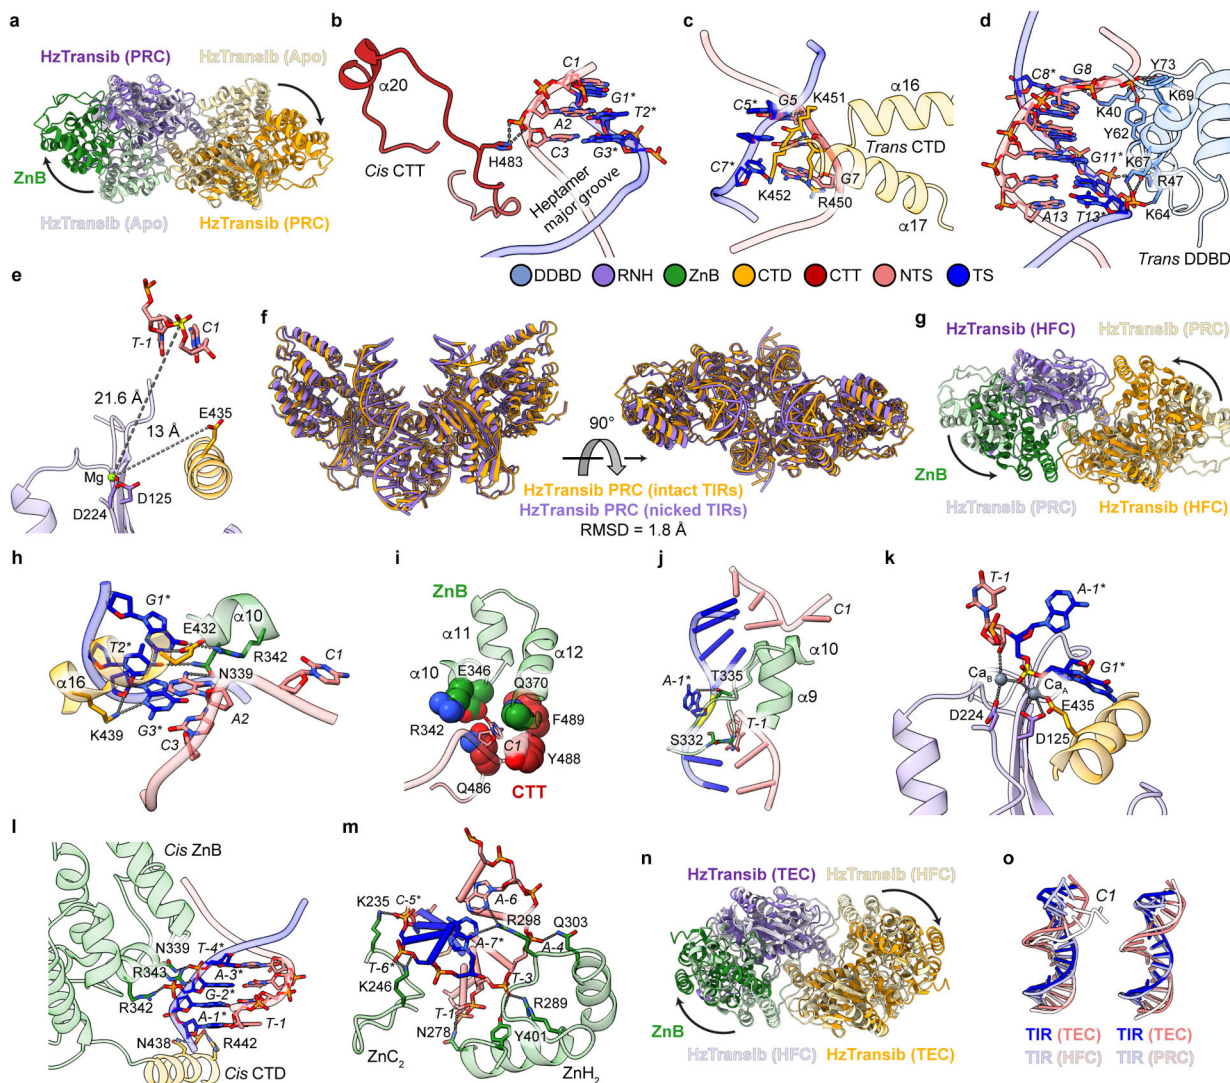 a
HzTransib (PRC)
HzTransib (Apo)
ZnB
HzTransib (Apo)
HzTransib (PRC)
b
α20
Cis CTT
H483
C1
G1*
A2
T2*
C3
G3*
Heptamer
major groove
c
C5*
G5
K451
α16
Trans CTD
C7*
G7
K452
R450
α17
d
C8*
G8
Y73
K69
K40
Y62
G11*
K67
R47
A13
T13*
K64
Trans DDBD
DDBD
RNH
ZnB
CTD
CTT
NTS
TS
e
T-1
C1
21.6 Å
E435
13 Å
Mg
D125
D224
f
90°
HzTransib PRC (intact TIRs)
HzTransib PRC (nicked TIRs)
RMSD = 1.8 Å
g
HzTransib (HFC)
HzTransib (PRC)
ZnB
HzTransib (PRC)
HzTransib (HFC)
h
G1*
α10
E432
T2*
R342
C1
N339
α16
A2
K439
G3*
C3
i
ZnB
α11
α12
α10
E346
Q370
R342
F489
C1
Y488
Q486
CTT
j
C1
α10
T335
A-1*
α9
T-1
S332
k
T-1
A-1*
G1*
CaB
CaA
E435
D224
D125
l
Cis ZnB
N339
T-4*
R343
A-3*
R342
G-2*
A-1*
T-1
N438
R442
Cis CTD
m
A-6
K235
C-5*
R298
Q303
A-7*
A-4
T-6*
T-3
K246
R289
T-1
N278
Y401
ZnC2
ZnH2
n
HzTransib (TEC)
HzTransib (HFC)
ZnB
HzTransib (HFC)
HzTransib (TEC)
o
C1
TIR (TEC)
TIR (HFC)
TIR (TEC)
TIR (PRC)